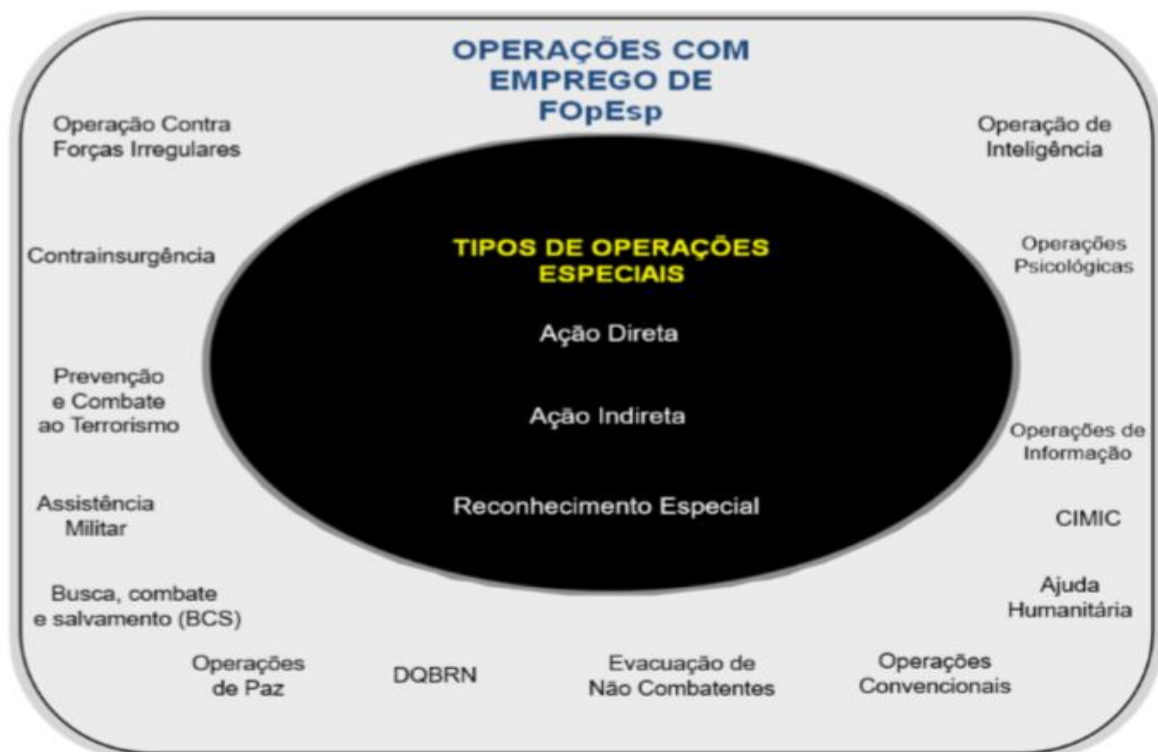 OPERAÇÕES COM
EMPREGO DE
FOpEsp
Operação Contra
Forças Irregulares
Operação de
Inteligência
Contrainsurgência
TIPOS DE OPERAÇÕES
ESPECIAIS
Operações
Psicológicas
Ação Direta
Prevenção
e Combate
ao Terrorismo
Ação Indireta
Operações de
Informação
Assistência
Militar
Reconhecimento Especial
CIMIC
Busca, combate
e salvamento (BCS)
Ajuda
Humanitária
Operações
de Paz
DQBRN
Evacuação de
Não Combatentes
Operações
Convencionais